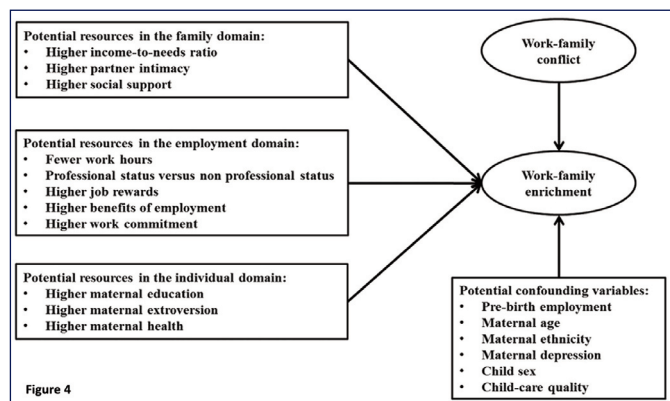 Potential resources in the family domain:
• Higher income-to-needs ratio
• Higher partner intimacy
• Higher social support
Work-family
conflict
Potential resources in the employment domain:
• Fewer work hours
• Professional status versus non professional status
• Higher job rewards
• Higher benefits of employment
• Higher work commitment
Work-family
enrichment
Potential resources in the individual domain:
• Higher maternal education
• Higher maternal extroversion
• Higher maternal health
Potential confounding variables:
• Pre-birth employment
• Maternal age
• Maternal ethnicity
• Maternal depression
• Child sex
• Child-care quality
Figure 4